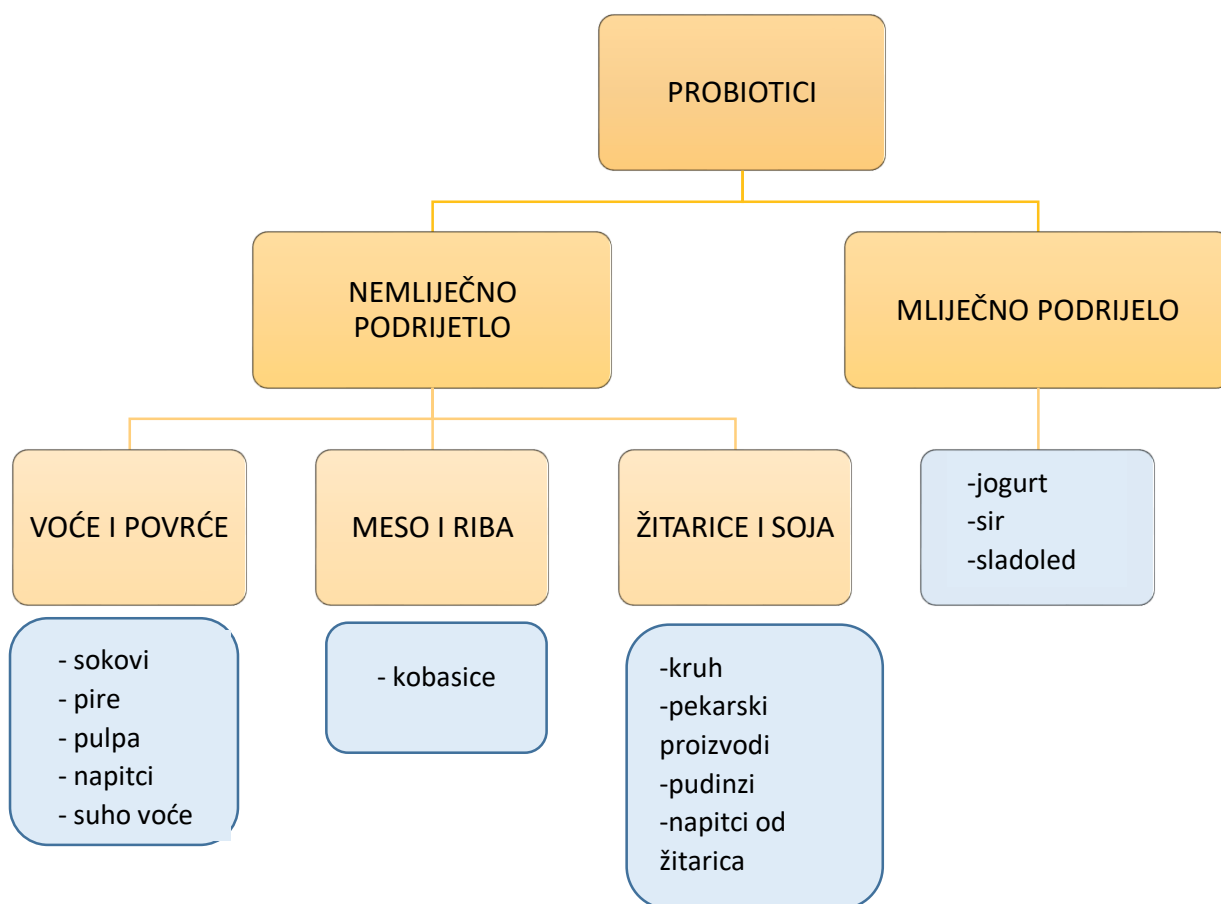 PROBIOTICI
NEMLIJEČNO
PODRIJETLO
MLIJEČNO PODRIJELO
VOĆE I POVRĆE
MESO I RIBA
ŽITARICE I SOJA
-jogurt
-sir
-sladoled
- sokovi
- pire
- pulpa
- napitci
- suho voće
- kobasice
-kruh
-pekarski
proizvodi
-pudinzi
-napitci od
žitarica